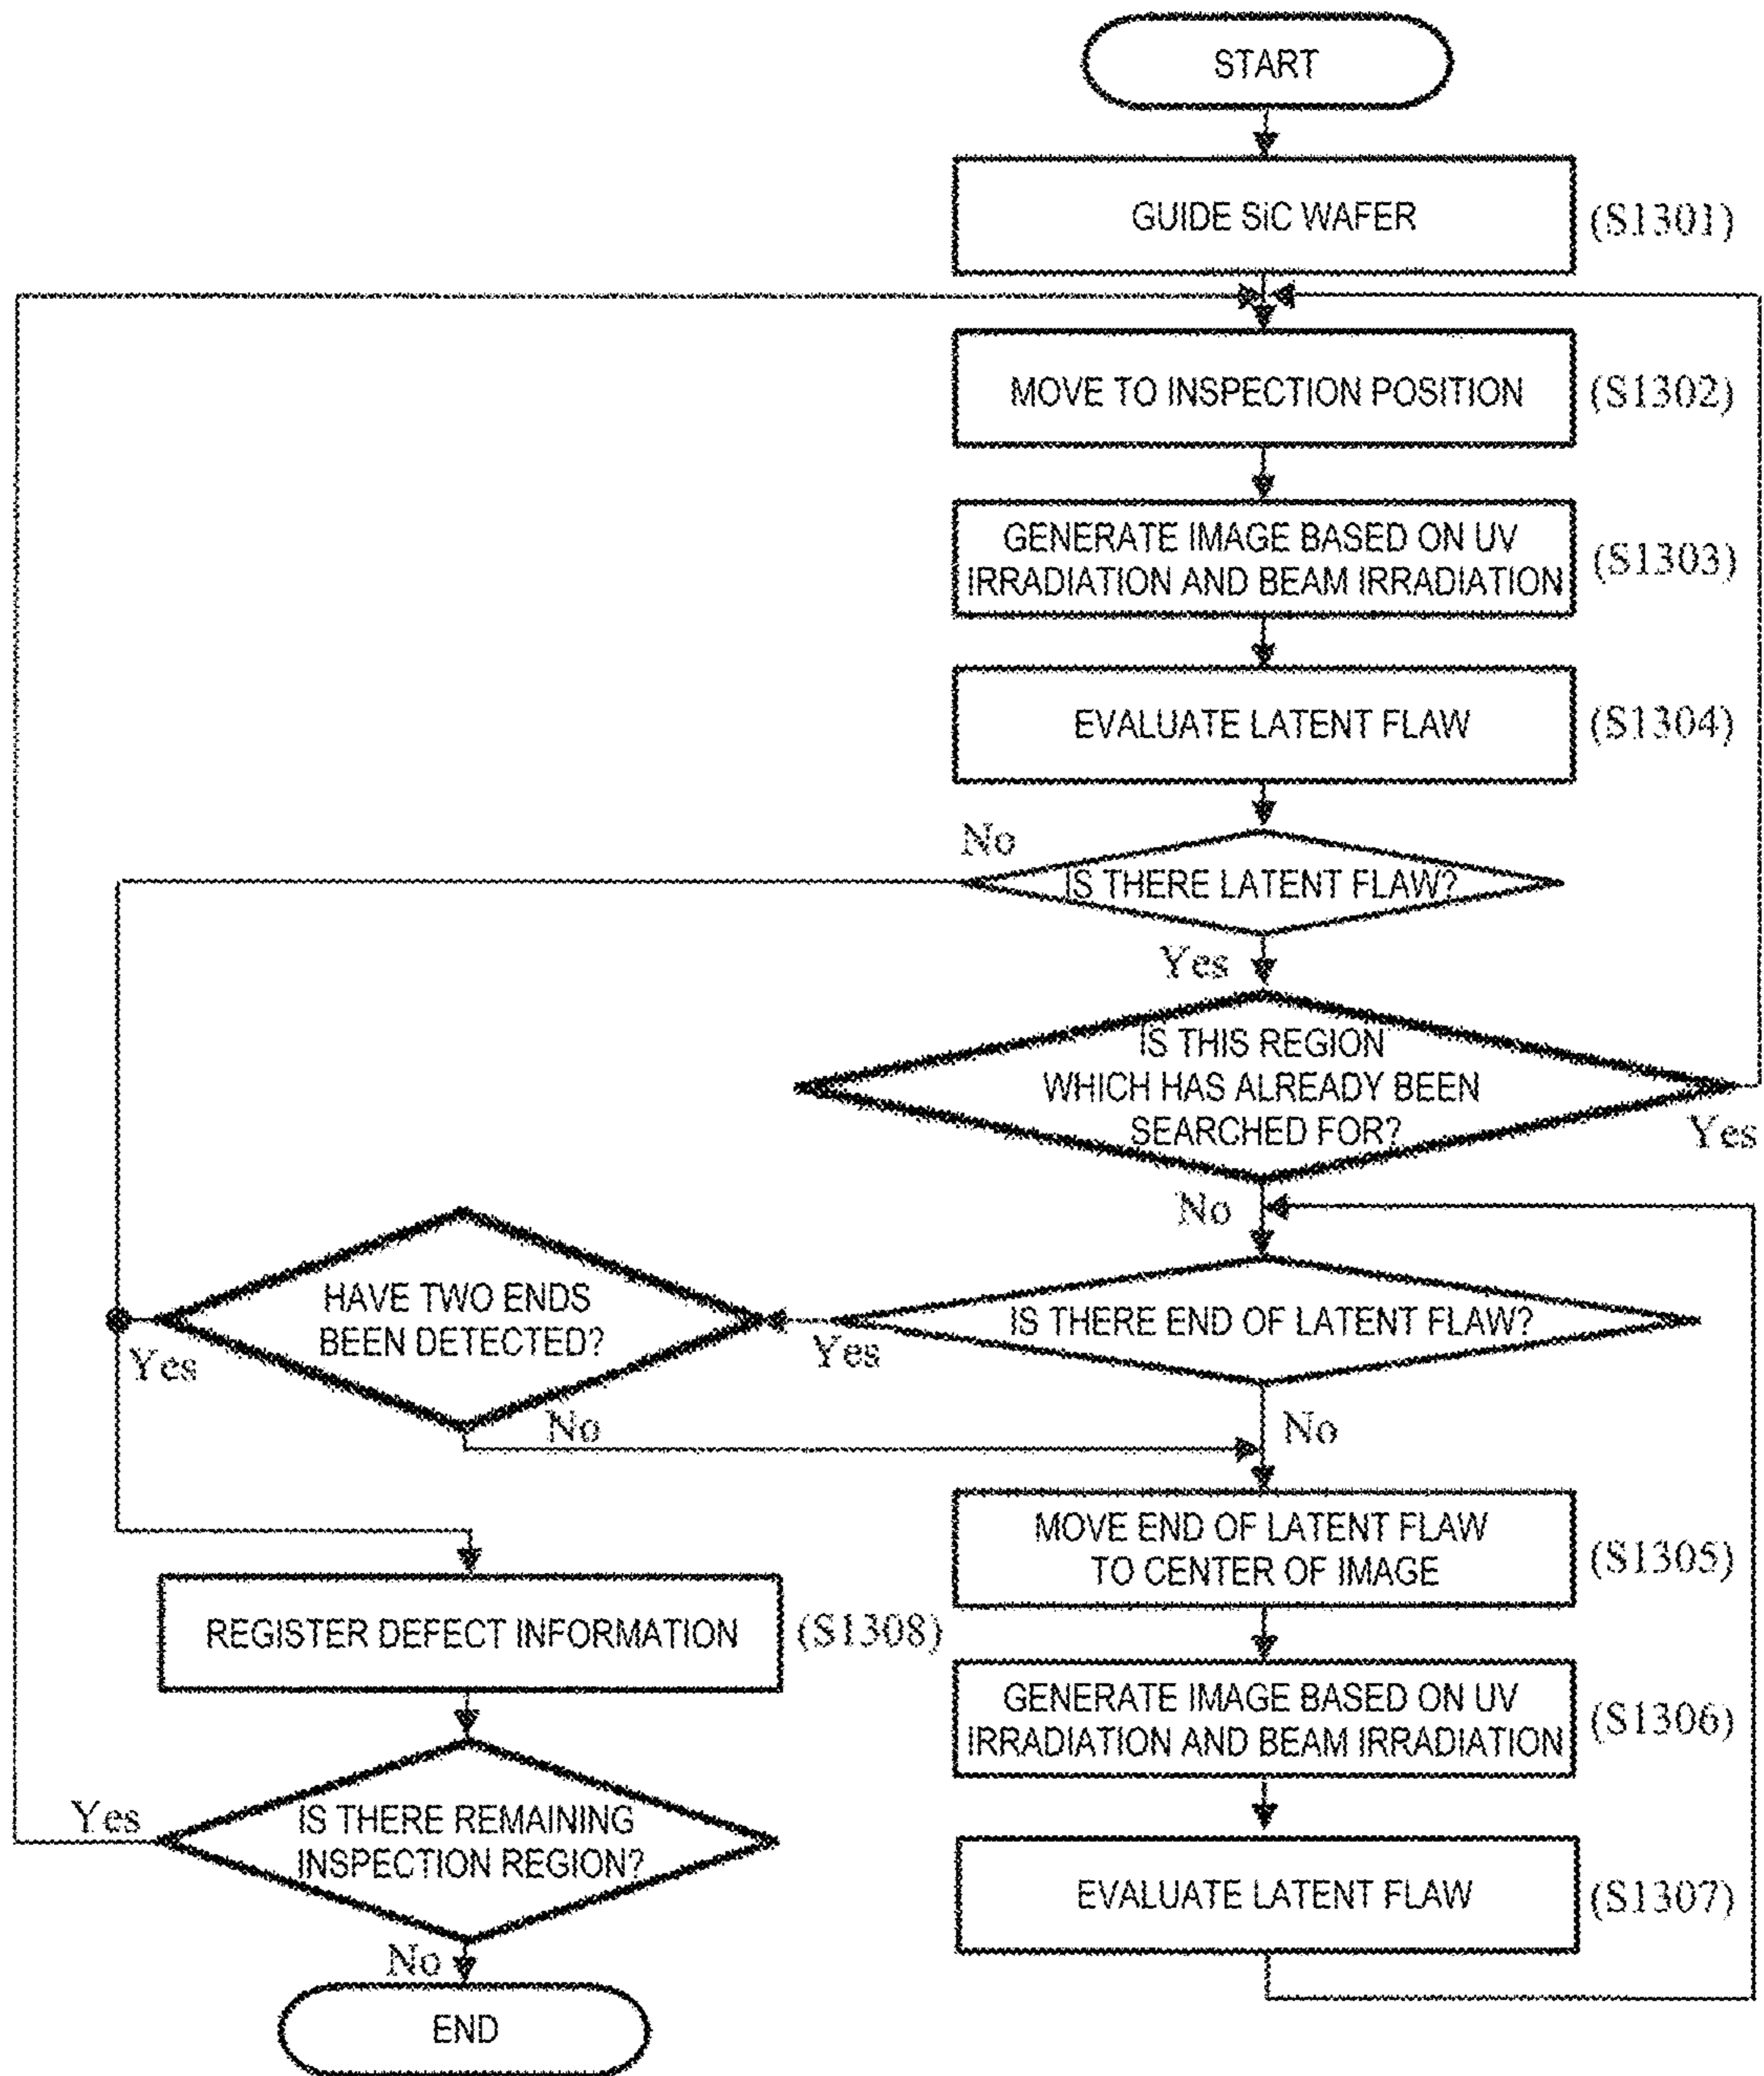 START
GUIDE SiC WAFER
(S1301)
MOVE TO INSPECTION POSITION
(S1302)
GENERATE IMAGE BASED ON UV
IRRADIATION AND BEAM IRRADIATION
(S1303)
EVALUATE LATENT FLAW
(S1304)
No
IS THERE LATENT FLAW?
Yes
IS THIS REGION
WHICH HAS ALREADY BEEN
SEARCHED FOR?
Yes
No
HAVE TWO ENDS
BEEN DETECTED?
Yes
No
IS THERE END OF LATENT FLAW?
Yes
No
MOVE END OF LATENT FLAW
TO CENTER OF IMAGE
(S1305)
REGISTER DEFECT INFORMATION
(S1308)
GENERATE IMAGE BASED ON UV
IRRADIATION AND BEAM IRRADIATION
(S1306)
Yes
IS THERE REMAINING
INSPECTION REGION?
EVALUATE LATENT FLAW
(S1307)
No
END